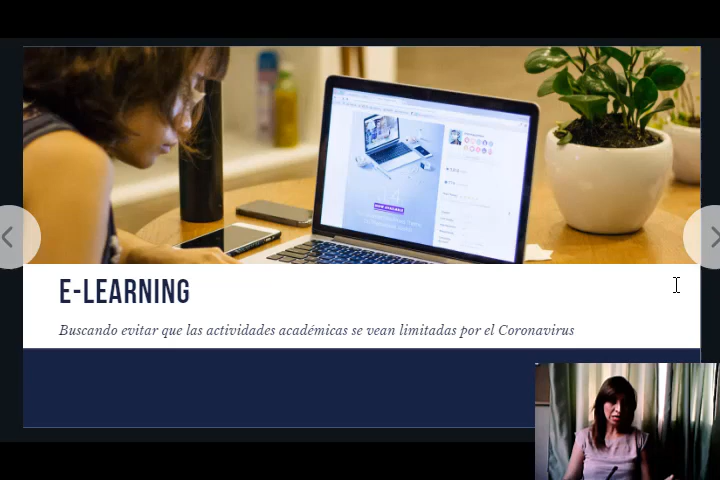 E-LEARNING
Buscando evitar que las actividades académicas se vean limitadas por el Coronavirus